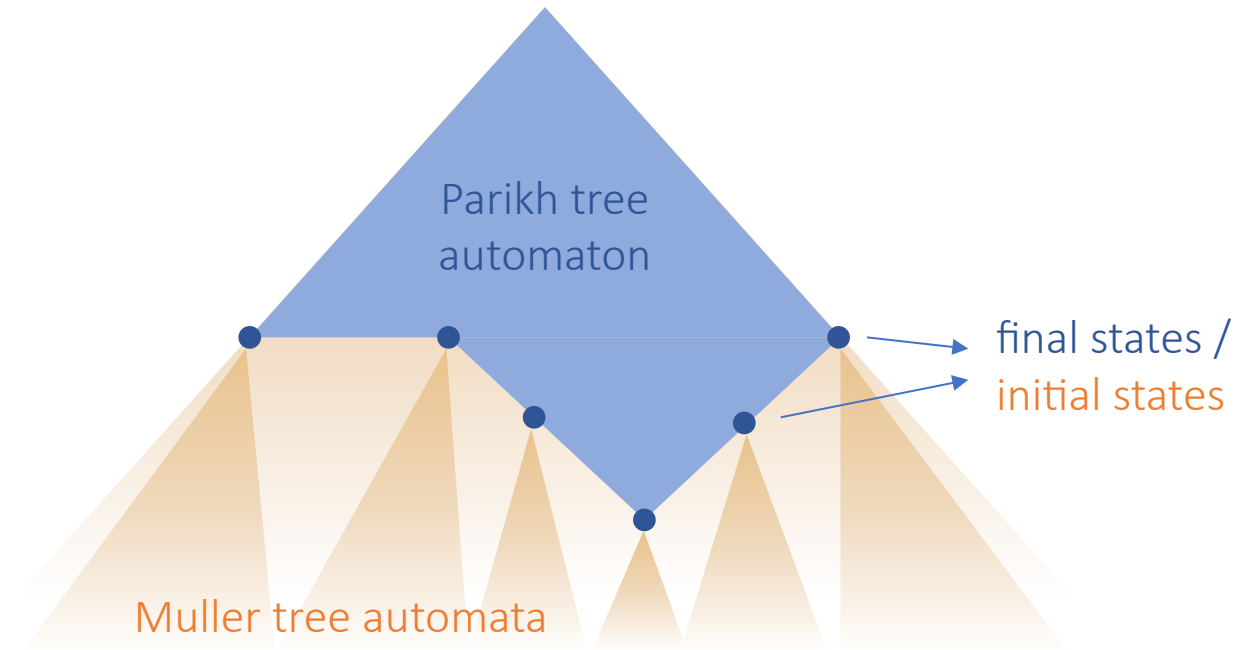 Parikh tree
automaton
final states /
initial states
Muller tree automata